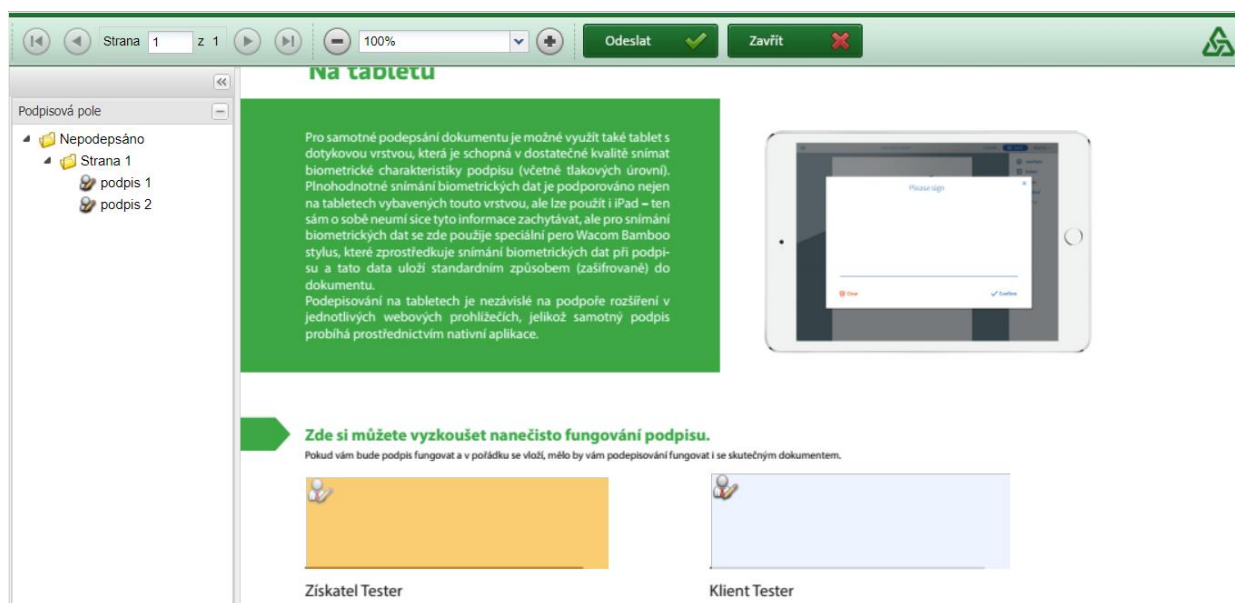 Strana 1 z 1 100% Odeslat Zavřít
Podpisová pole
Nepodepsáno
Strana 1
podpis 1
podpis 2
Na tabletu
Pro samotné podepsání dokumentu je možné využít také tablet s
dotykovou vrstvou, která je schopná v dostatečné kvalitě snímat
biometrické charakteristiky podpisu (včetně tlakových úrovní).
Plnohodnotné snímání biometrických dat je podporováno nejen
na tabletech vybavených touto vrstvou, ale lze použít i iPad – ten
sám o sobě neumí sice tyto informace zachytávat, ale pro snímání
biometrických dat se zde použije speciální pero Wacom Bamboo
stylus, které zprostředkuje snímání biometrických dat při podpi-
su a tato data uloží standardním způsobem (zašifrovaně) do
dokumentu.
Podepisování na tabletech je nezávislé na podpoře rozšíření v
jednotlivých webových prohlížečích, jelikož samotný podpis
probíhá prostřednictvím nativní aplikace.
Please sign
Clear Confirm
Zde si můžete vyzkoušet nanečisto fungování podpisu.
Pokud vám bude podpis fungovat a v pořádku se vloží, mělo by vám podepisování fungovat i se skutečným dokumentem.
Získatel Tester Klient Tester